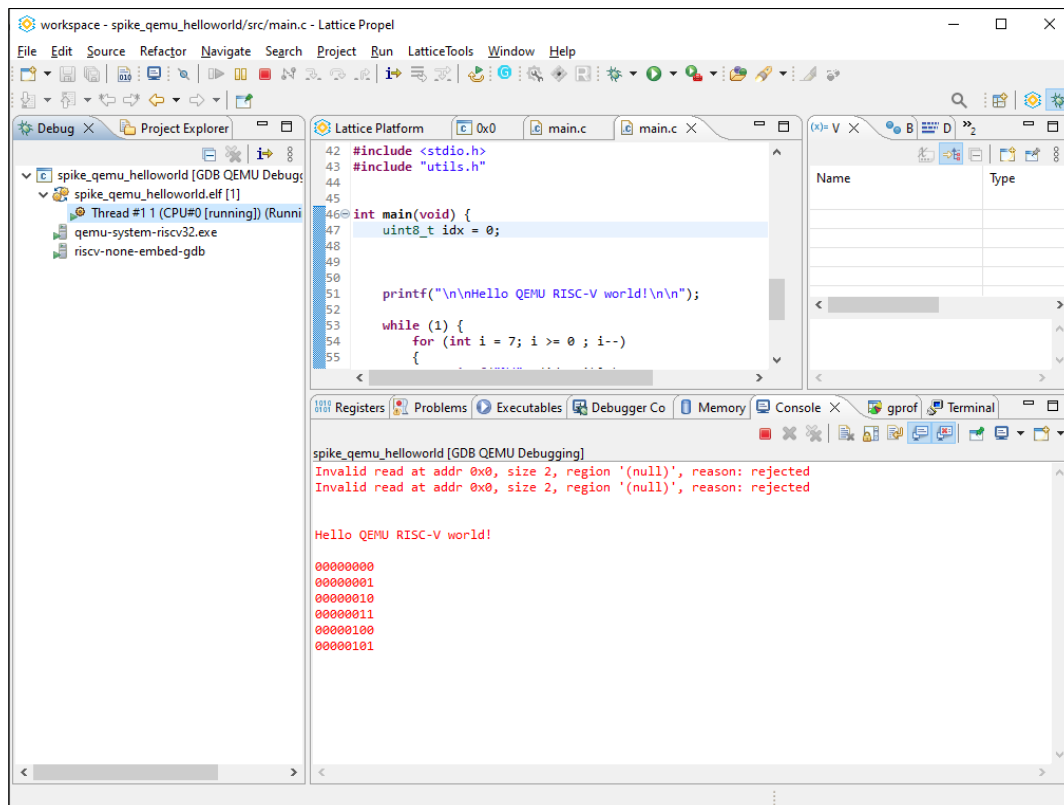 workspace - spike_qemu_helloworld/src/main.c - Lattice Propel
File Edit Source Refactor Navigate Search Project Run LatticeTools Window Help
Debug Project Explorer
spike_qemu_helloworld [GDB QEMU Debugg
spike_qemu_helloworld.elf [1]
Thread #1 1 (CPU#0 [running]) (Runni
qemu-system-riscv32.exe
riscv-none-embed-gdb
Lattice Platform 0x0 main.c main.c
42 #include <stdio.h>
43 #include "utils.h"
44
45
46 int main(void) {
47 uint8_t idx = 0;
48
49
50
51 printf("\n\nHello QEMU RISC-V world!\n\n");
52
53 while (1) {
54 for (int i = 7; i >= 0 ; i--)
55 {
(x)= V B D »2
Name Type
Registers Problems Executables Debugger Co Memory Console gprof Terminal
spike_qemu_helloworld [GDB QEMU Debugging]
Invalid read at addr 0x0, size 2, region '(null)', reason: rejected
Invalid read at addr 0x0, size 2, region '(null)', reason: rejected
Hello QEMU RISC-V world!
00000000
00000001
00000010
00000011
00000100
00000101